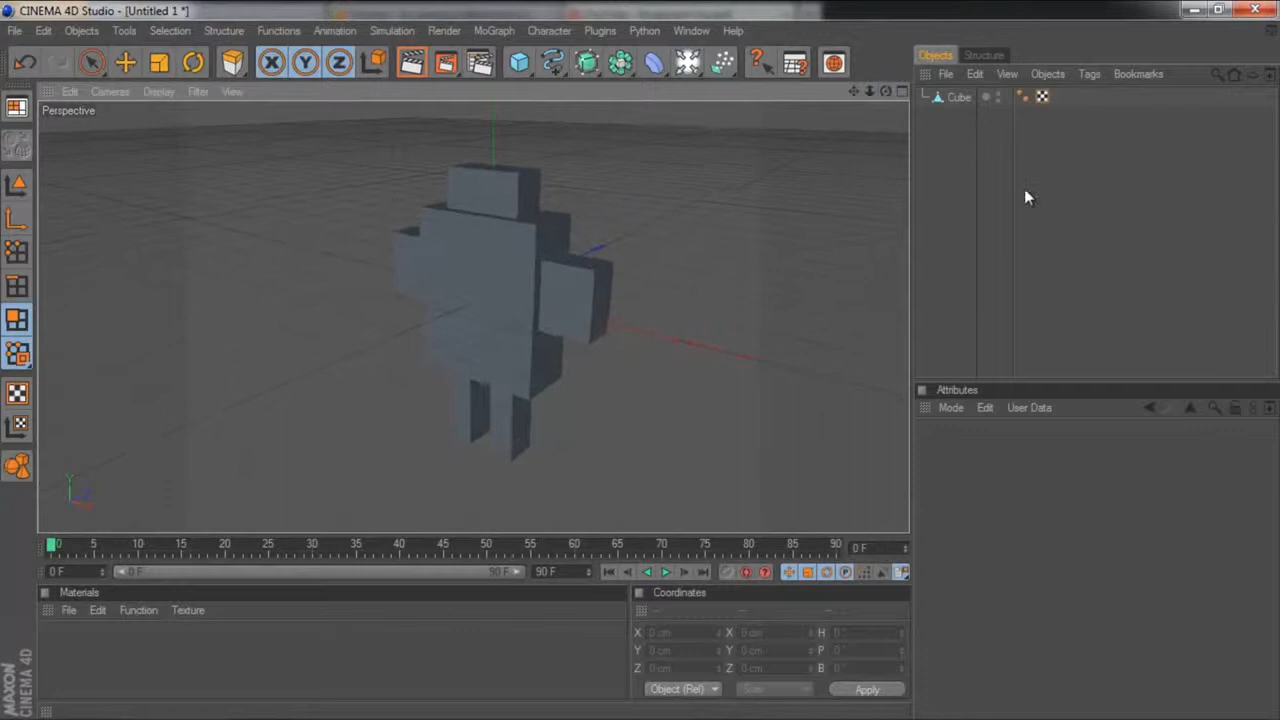 CINEMA 4D Studio - [Untitled 1 *]
File Edit Objects Tools Selection Structure Functions Animation Simulation Render MoGraph Character Plugins Window Python Help
Objects Structure
File Edit View Objects Tags Bookmarks
Cube
Edit Cameras Display Filter View
Perspective
Y
Attributes
Mode Edit User Data
0 5 10 15 20 25 30 35 40 45 50 55 60 65 70 75 80 85 90 0 F
0 F 0 F 90 F 90 F
Materials
File Edit Function Texture
Coordinates
X 0 cm X 0 cm H 0°
Y 0 cm Y 0 cm P 0°
Z 0 cm Z 0 cm B 0°
Object (Rel) Size Apply
MAXON
CINEMA 4D